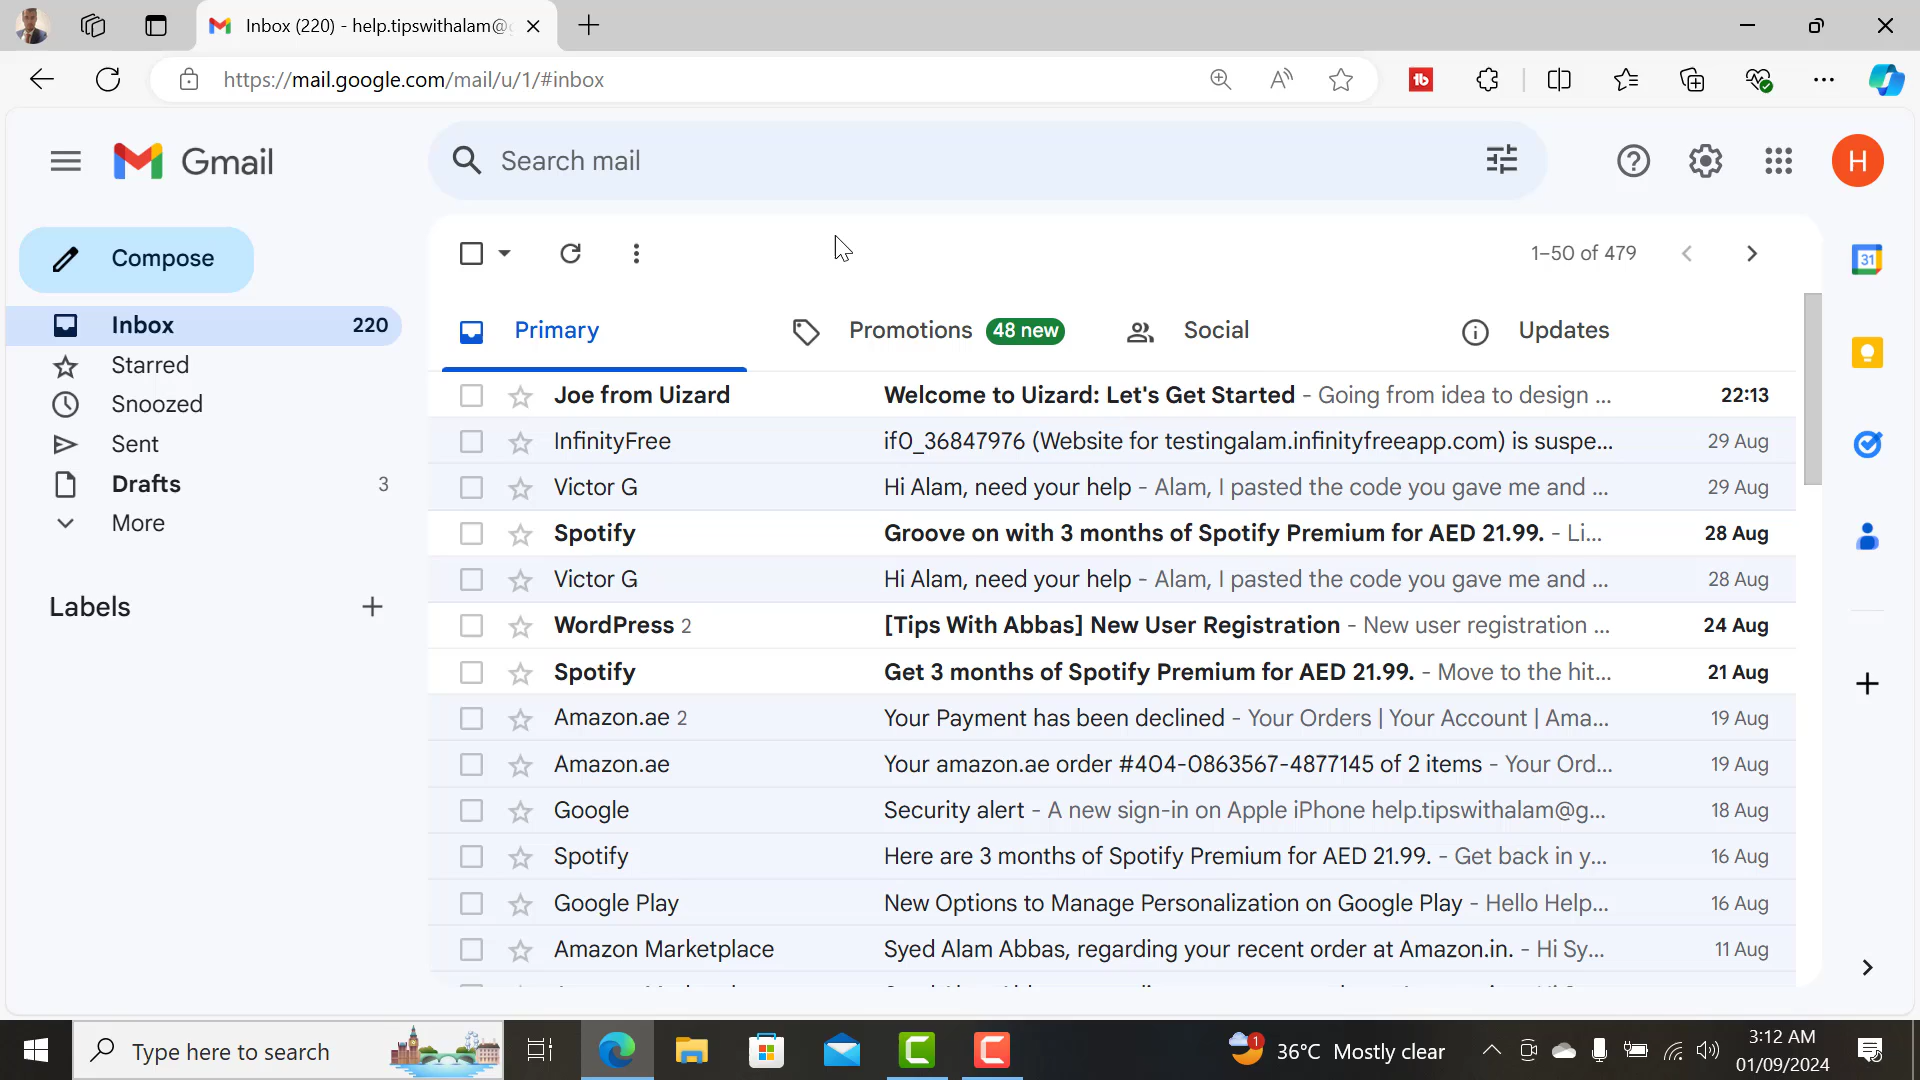 Inbox (220) - help.tipswithalam@g
https://mail.google.com/mail/u/1/#inbox
Gmail
Search mail
H
Compose
1–50 of 479
31
Inbox 220
Starred
Snoozed
Sent
Drafts 3
More
Labels
Primary
Promotions 48 new
Social
Updates
Joe from Uizard Welcome to Uizard: Let's Get Started - Going from idea to design ... 22:13
InfinityFree if0_36847976 (Website for testingalam.infinityfreeapp.com) is suspe... 29 Aug
Victor G Hi Alam, need your help - Alam, I pasted the code you gave me and ... 29 Aug
Spotify Groove on with 3 months of Spotify Premium for AED 21.99. - Li... 28 Aug
Victor G Hi Alam, need your help - Alam, I pasted the code you gave me and ... 28 Aug
WordPress 2 [Tips With Abbas] New User Registration - New user registration ... 24 Aug
Spotify Get 3 months of Spotify Premium for AED 21.99. - Move to the hit... 21 Aug
Amazon.ae 2 Your Payment has been declined - Your Orders | Your Account | Ama... 19 Aug
Amazon.ae Your amazon.ae order #404-0863567-4877145 of 2 items - Your Ord... 19 Aug
Google Security alert - A new sign-in on Apple iPhone help.tipswithalam@g... 18 Aug
Spotify Here are 3 months of Spotify Premium for AED 21.99. - Get back in y... 16 Aug
Google Play New Options to Manage Personalization on Google Play - Hello Help... 16 Aug
Amazon Marketplace Syed Alam Abbas, regarding your recent order at Amazon.in. - Hi Sy... 11 Aug
Type here to search
1
36°C Mostly clear
3:12 AM
01/09/2024